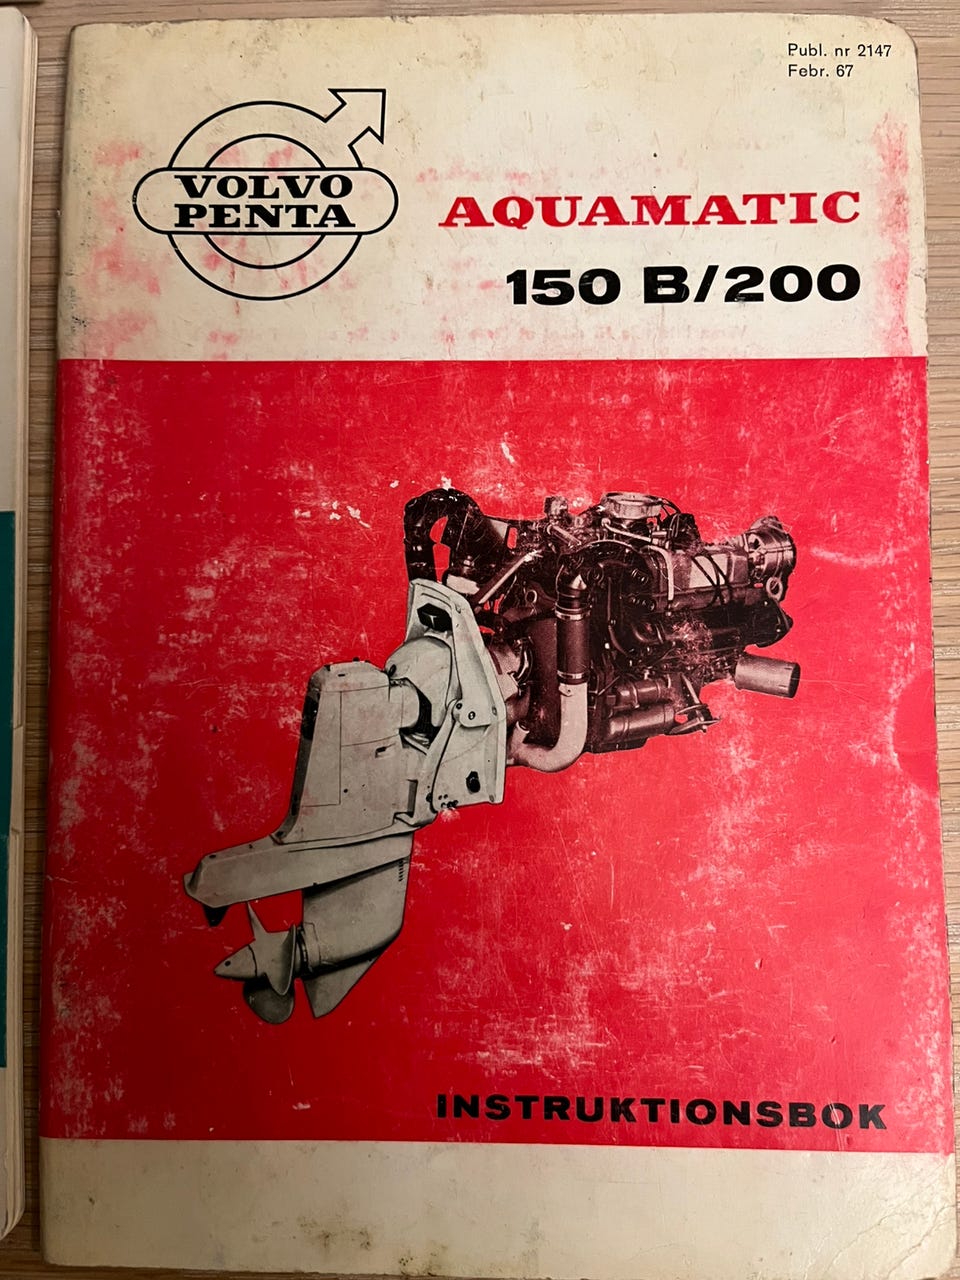 Publ. nr 2147
Febr. 67
VOLVO
PENTA
AQUAMATIC
150 B/200
INSTRUKTIONSBOK